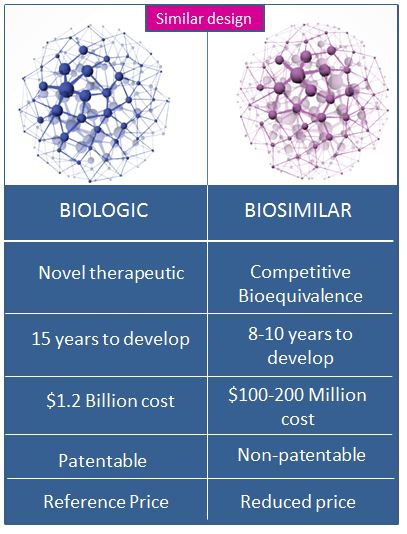 Similar design
BIOLOGIC
BIOSIMILAR
Novel therapeutic
Competitive
Bioequivalence
15 years to develop
8-10 years to
develop
$1.2 Billion cost
$100-200 Million
cost
Patentable
Non-patentable
Reference Price
Reduced price